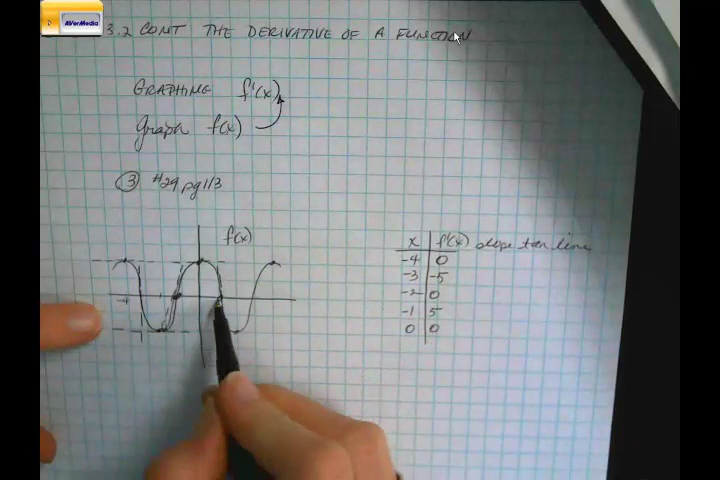 AVerMedia
3.2 CONT THE DERIVATIVE OF A FUNCTION
GRAPHING f'(x)
Graph f(x)
③ #29 pg 113
f(x)
x f'(x) slope tan line
-4 0
-3 -5
-2 0
-1 5
0 0
-4